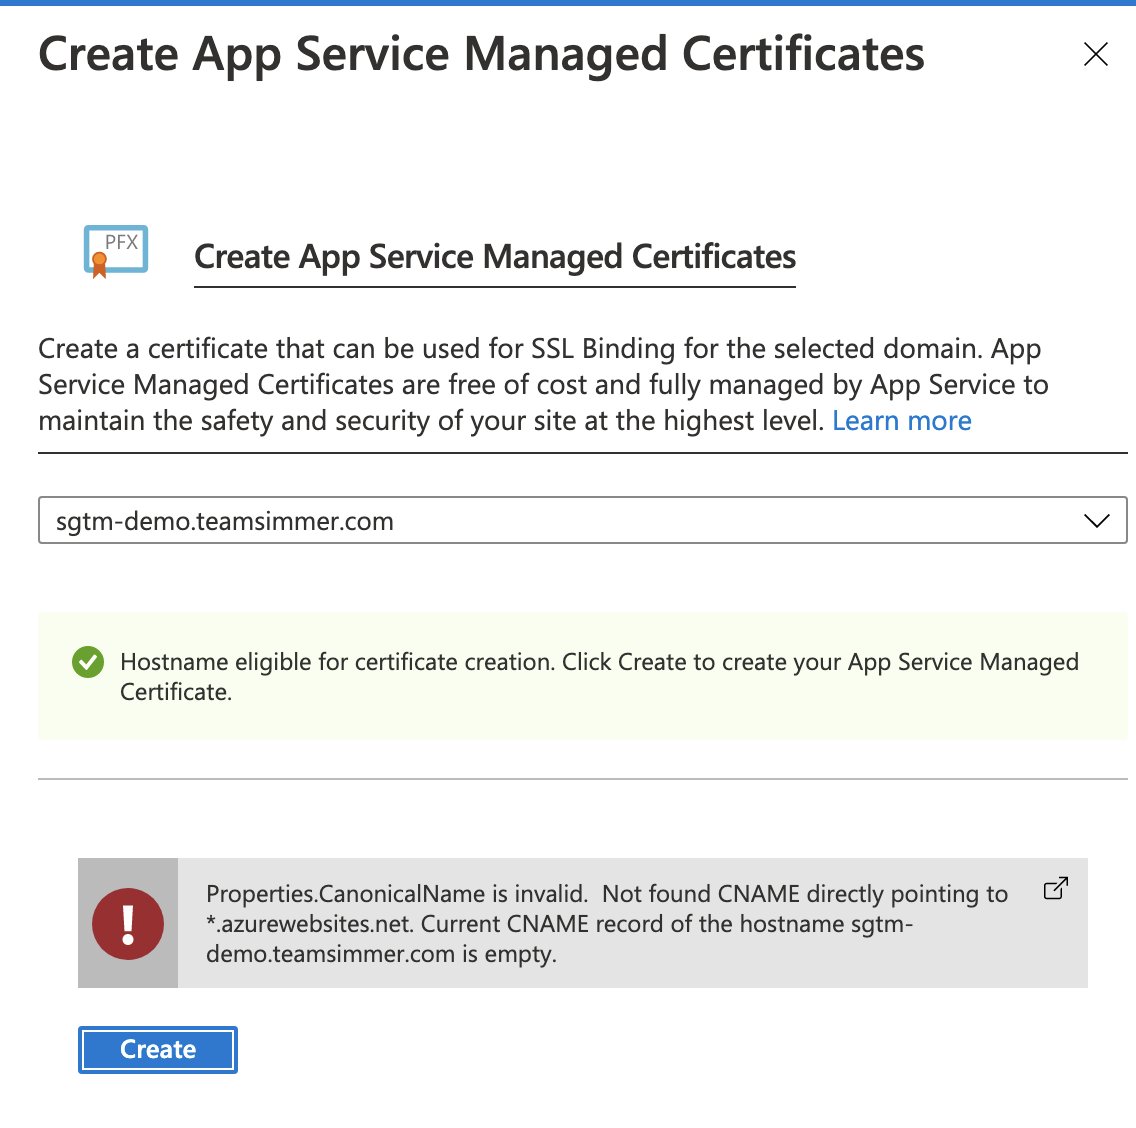 Create App Service Managed Certificates
PFX
Create App Service Managed Certificates
Create a certificate that can be used for SSL Binding for the selected domain. App
Service Managed Certificates are free of cost and fully managed by App Service to
maintain the safety and security of your site at the highest level. Learn more
sgtm-demo.teamsimmer.com
Hostname eligible for certificate creation. Click Create to create your App Service Managed
Certificate.
Properties.CanonicalName is invalid.  Not found CNAME directly pointing to
*.azurewebsites.net. Current CNAME record of the hostname sgtm-
demo.teamsimmer.com is empty.
Create